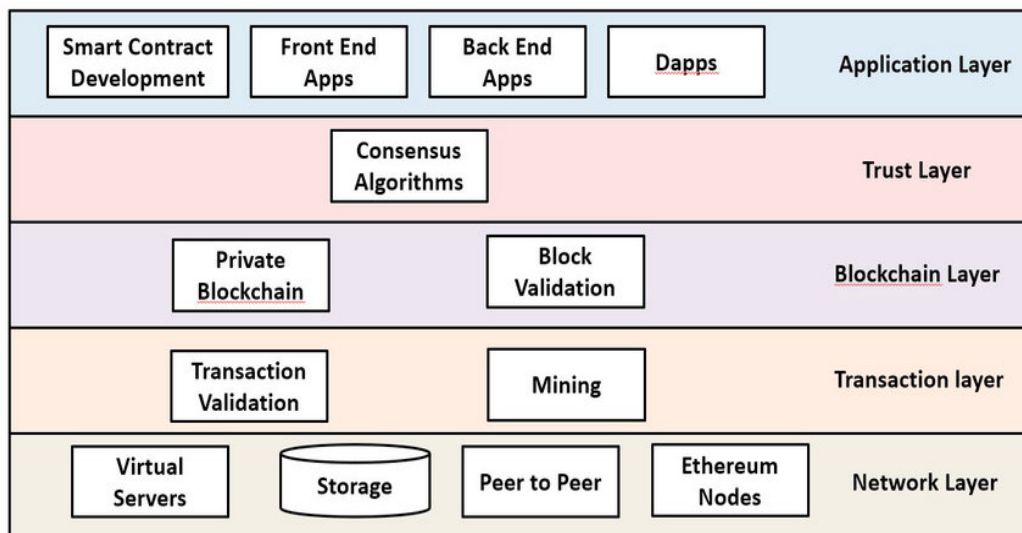 Smart Contract
Development
Front End
Apps
Back End
Apps
Dapps
Application Layer
Consensus
Algorithms
Trust Layer
Private
Blockchain
Block
Validation
Blockchain Layer
Transaction
Validation
Mining
Transaction layer
Virtual
Servers
Storage
Peer to Peer
Ethereum
Nodes
Network Layer